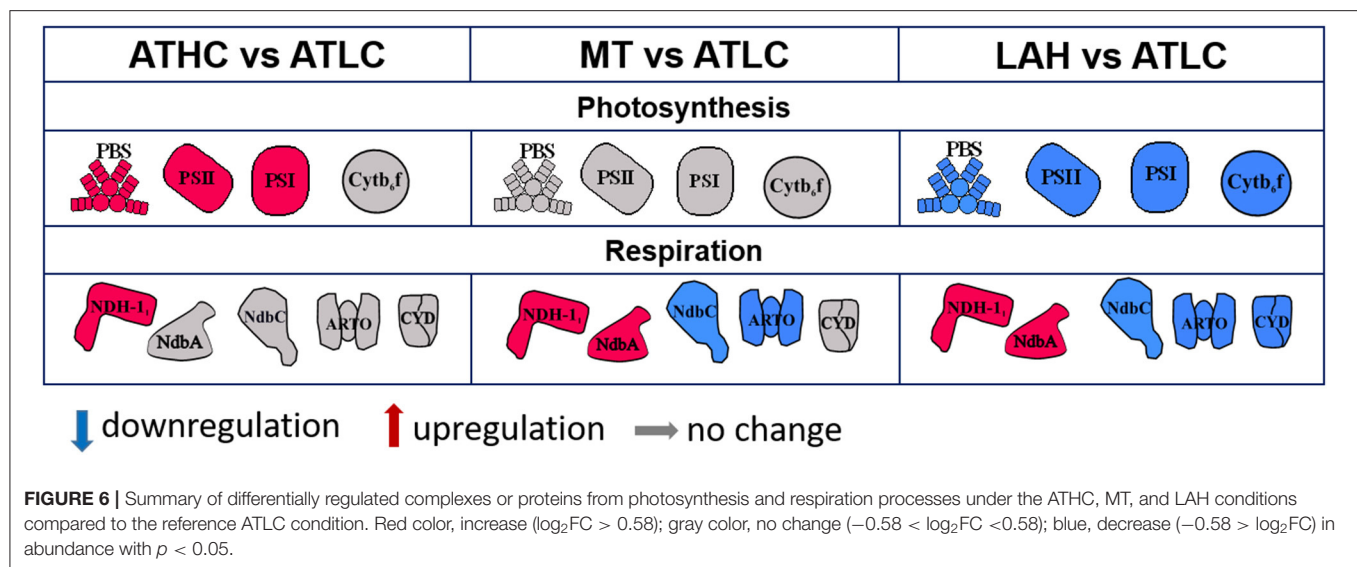 ATHC vs ATLC MT vs ATLC LAH vs ATLC
Photosynthesis
PBS PSII PSI Cytb₆f PBS PSII PSI Cytb₆f PBS PSII PSI Cytb₆f
Respiration
NDH-1₁ NdbA NdbC ARTO CYD NDH-1₁ NdbA NdbC ARTO CYD NDH-1₁ NdbA NdbC ARTO CYD
downregulation upregulation no change
FIGURE 6 | Summary of differentially regulated complexes or proteins from photosynthesis and respiration processes under the ATHC, MT, and LAH conditions
compared to the reference ATLC condition. Red color, increase (log₂FC > 0.58); gray color, no change (−0.58 < log₂FC <0.58); blue, decrease (−0.58 > log₂FC) in
abundance with p < 0.05.